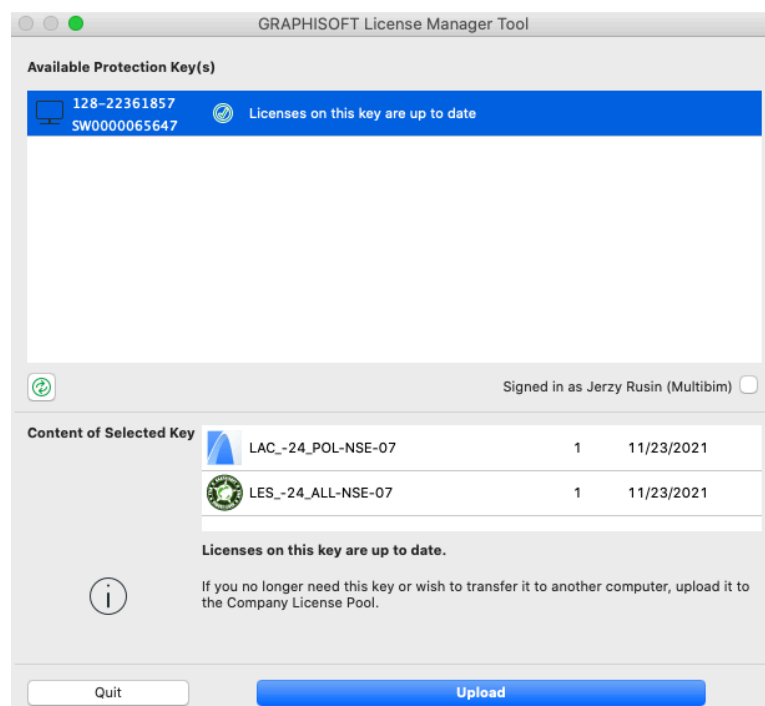 GRAPHISOFT License Manager Tool
Available Protection Key(s)
128-22361857
SW0000065647
Licenses on this key are up to date
Signed in as Jerzy Rusin (Multibim)
Content of Selected Key
LAC_-24_POL-NSE-07 1 11/23/2021
LES_-24_ALL-NSE-07 1 11/23/2021
Licenses on this key are up to date.
If you no longer need this key or wish to transfer it to another computer, upload it to
the Company License Pool.
Quit Upload